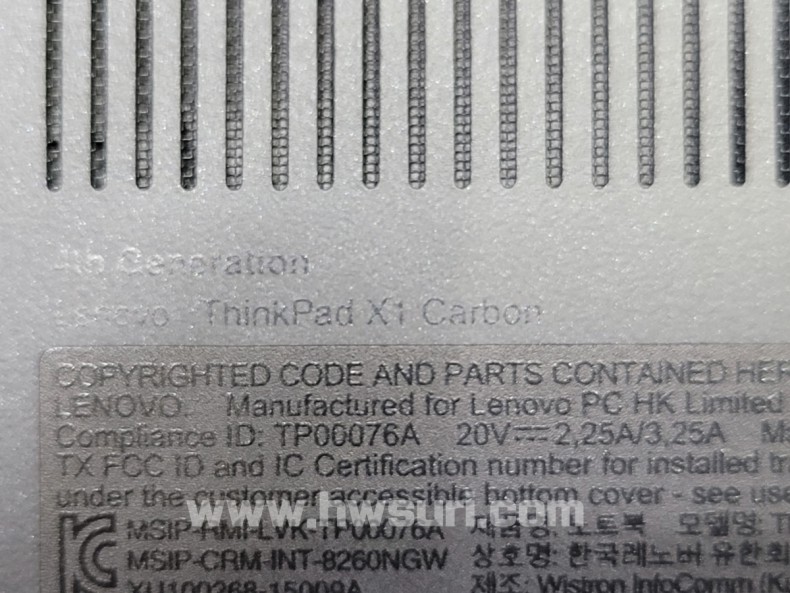 4th Generation
Lenovo ThinkPad X1 Carbon
COPYRIGHTED CODE AND PARTS CONTAINED HER
LENOVO. Manufactured for Lenovo PC HK Limited
Compliance ID: TP00076A 20V⎓2,25A/3,25A M
TX FCC ID and IC Certification number for installed tr
under the customer accessible bottom cover - see use
www.hwsuri.com
MSIP-RMI-LVK-TP00076A 제품명: 노트북 모델명: T
MSIP-CRM-INT-8260NGW 상호명: 한국레노버 유한회
XU100268-15009A 제조: Wistron InfoComm (K